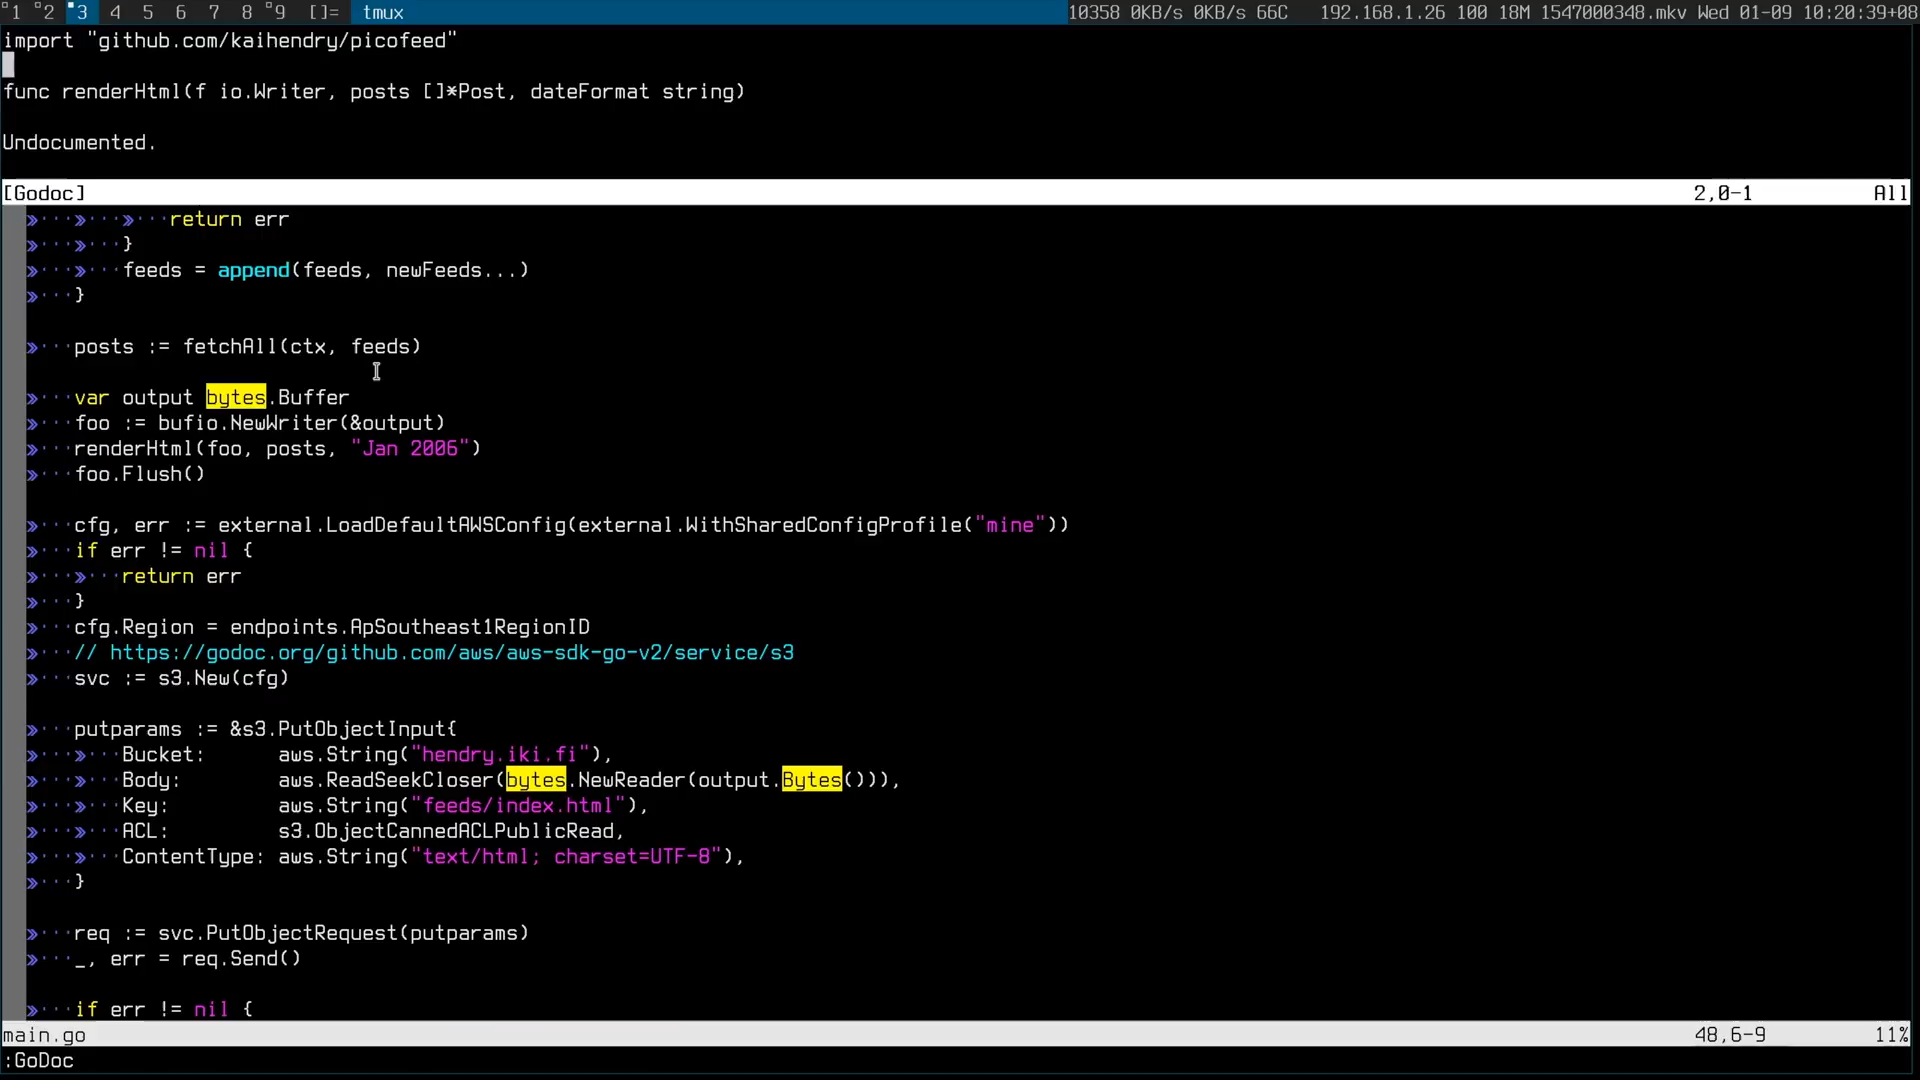 1 2 3 4 5 6 7 8 9 []= tmux 10358 0KB/s 0KB/s 66C 192.168.1.26 100 18M 1547000348.mkv Wed 01-09 10:20:39+08
import "github.com/kaihendry/picofeed"
func renderHtml(f io.Writer, posts []*Post, dateFormat string)
Undocumented.
[Godoc] 2,0-1 All
»···»···»···return err
»···»···}
»···»···feeds = append(feeds, newFeeds...)
»···}
»···posts := fetchAll(ctx, feeds)
»···var output bytes.Buffer
»···foo := bufio.NewWriter(&output)
»···renderHtml(foo, posts, "Jan 2006")
»···foo.Flush()
»···cfg, err := external.LoadDefaultAWSConfig(external.WithSharedConfigProfile("mine"))
»···if err != nil {
»···»···return err
»···}
»···cfg.Region = endpoints.ApSoutheast1RegionID
»···// https://godoc.org/github.com/aws/aws-sdk-go-v2/service/s3
»···svc := s3.New(cfg)
»···putparams := &s3.PutObjectInput{
»···»···Bucket: aws.String("hendry.iki.fi"),
»···»···Body: aws.ReadSeekCloser(bytes.NewReader(output.Bytes())),
»···»···Key: aws.String("feeds/index.html"),
»···»···ACL: s3.ObjectCannedACLPublicRead,
»···»···ContentType: aws.String("text/html; charset=UTF-8"),
»···}
»···req := svc.PutObjectRequest(putparams)
»···_, err = req.Send()
»···if err != nil {
main.go 48,6-9 11%
:GoDoc